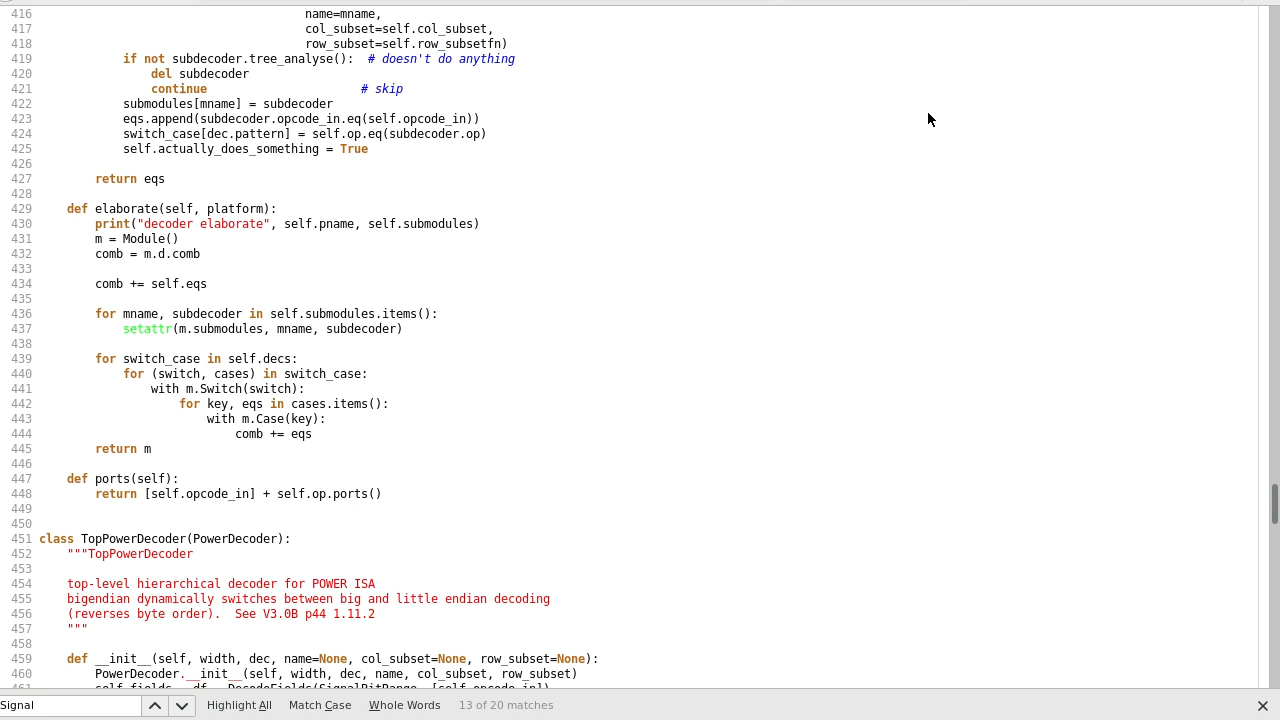 416                                       name=mname,
417                                       col_subset=self.col_subset,
418                                       row_subset=self.row_subsetfn)
419             if not subdecoder.tree_analyse():  # doesn't do anything
420                 del subdecoder
421                 continue                      # skip
422             submodules[mname] = subdecoder
423             eqs.append(subdecoder.opcode_in.eq(self.opcode_in))
424             switch_case[dec.pattern] = self.op.eq(subdecoder.op)
425             self.actually_does_something = True
426
427         return eqs
428
429     def elaborate(self, platform):
430         print("decoder elaborate", self.pname, self.submodules)
431         m = Module()
432         comb = m.d.comb
433
434         comb += self.eqs
435
436         for mname, subdecoder in self.submodules.items():
437             setattr(m.submodules, mname, subdecoder)
438
439         for switch_case in self.decs:
440             for (switch, cases) in switch_case:
441                 with m.Switch(switch):
442                     for key, eqs in cases.items():
443                         with m.Case(key):
444                             comb += eqs
445         return m
446
447     def ports(self):
448         return [self.opcode_in] + self.op.ports()
449
450
451 class TopPowerDecoder(PowerDecoder):
452     """TopPowerDecoder
453
454     top-level hierarchical decoder for POWER ISA
455     bigendian dynamically switches between big and little endian decoding
456     (reverses byte order).  See V3.0B p44 1.11.2
457     """
458
459     def __init__(self, width, dec, name=None, col_subset=None, row_subset=None):
460         PowerDecoder.__init__(self, width, dec, name, col_subset, row_subset)
461         self.fields = df = DecodeFields(SignalBitRange, [self.opcode_in])
Signal Highlight All Match Case Whole Words 13 of 20 matches